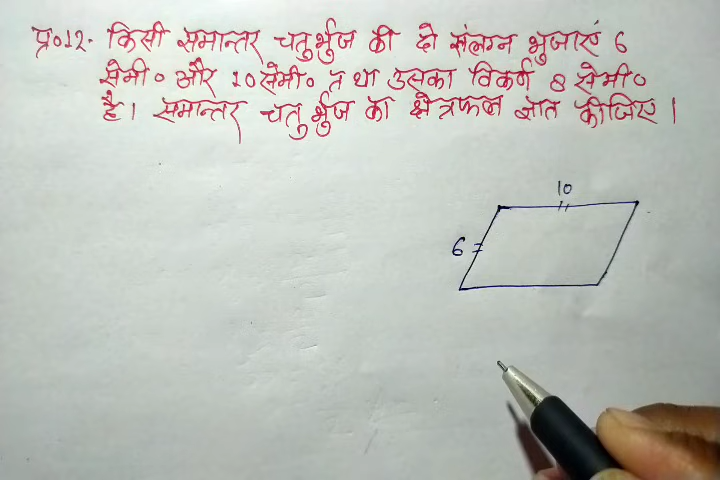 प्र०12. किसी समान्तर चतुर्भुज की दो संलग्न भुजाएं 6
सेमी० और 10 सेमी० तथा उसका विकर्ण 8 सेमी०
है। समान्तर चतुर्भुज का क्षेत्रफल ज्ञात कीजिए।
10
6